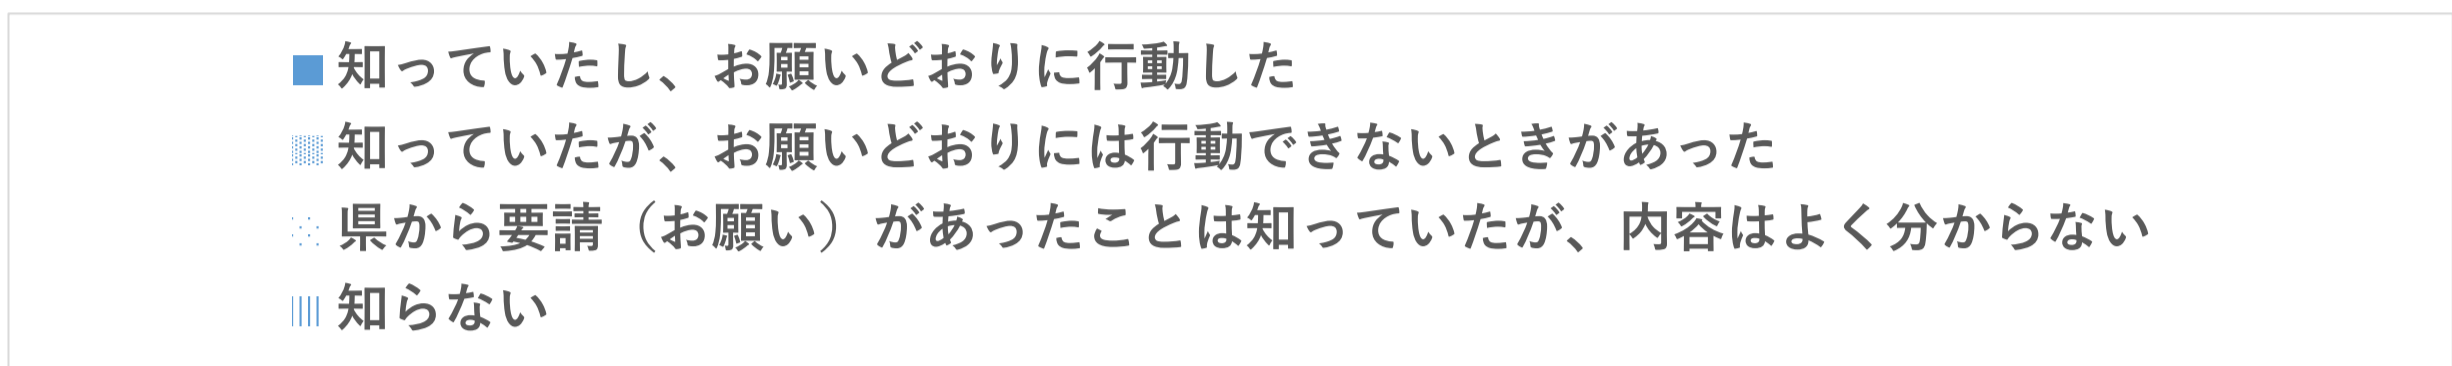 知っていたし、お願いどおりに行動した
知っていたが、お願いどおりには行動できないときがあった
県から要請（お願い）があったことは知っていたが、内容はよく分からない
知らない